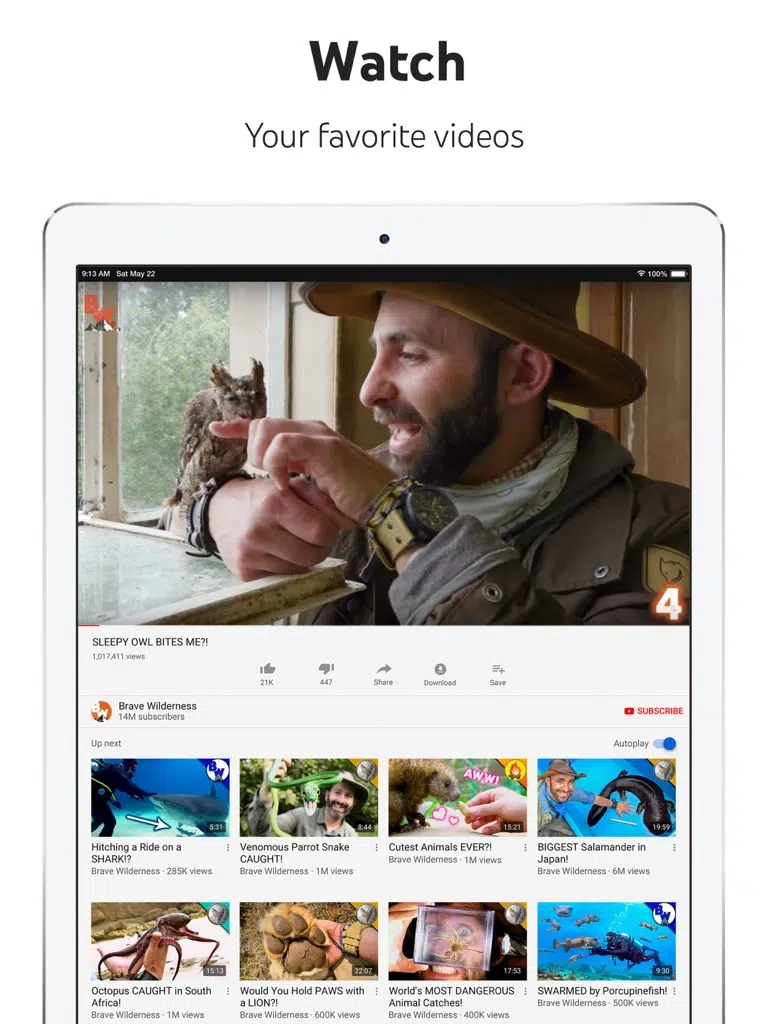 Watch
Your favorite videos
9:13 AM Sat May 22
100%
BW
4
SLEEPY OWL BITES ME?!
1,017,411 views
21K
447
Share
Download
Save
BW
Brave Wilderness
14M subscribers
SUBSCRIBE
Up next
Autoplay
BW
5:31
8:44
AWW!
15:21
19:59
Hitching a Ride on a
SHARK!?
Brave Wilderness · 285K views
Venomous Parrot Snake
CAUGHT!
Brave Wilderness · 1M views
Cutest Animals EVER?!
Brave Wilderness · 1M views
BIGGEST Salamander in
Japan!
Brave Wilderness · 6M views
15:13
22:07
17:53
BW
9:30
Octopus CAUGHT in South
Africa!
Brave Wilderness · 1M views
Would You Hold PAWS with
a LION?!
Brave Wilderness · 600K views
World's MOST DANGEROUS
Animal Catches!
Brave Wilderness · 400K views
SWARMED by Porcupinefish!
Brave Wilderness · 500K views